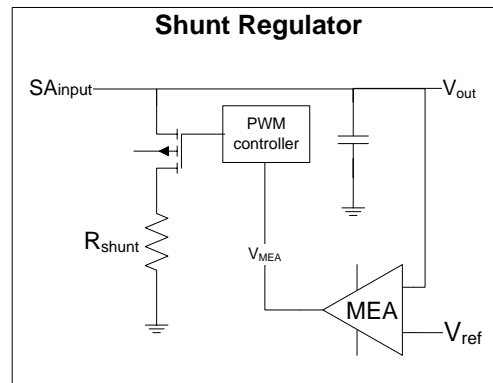 Shunt Regulator
SAinput
Vout
PWM
controller
Rshunt
VMEA
MEA
Vref